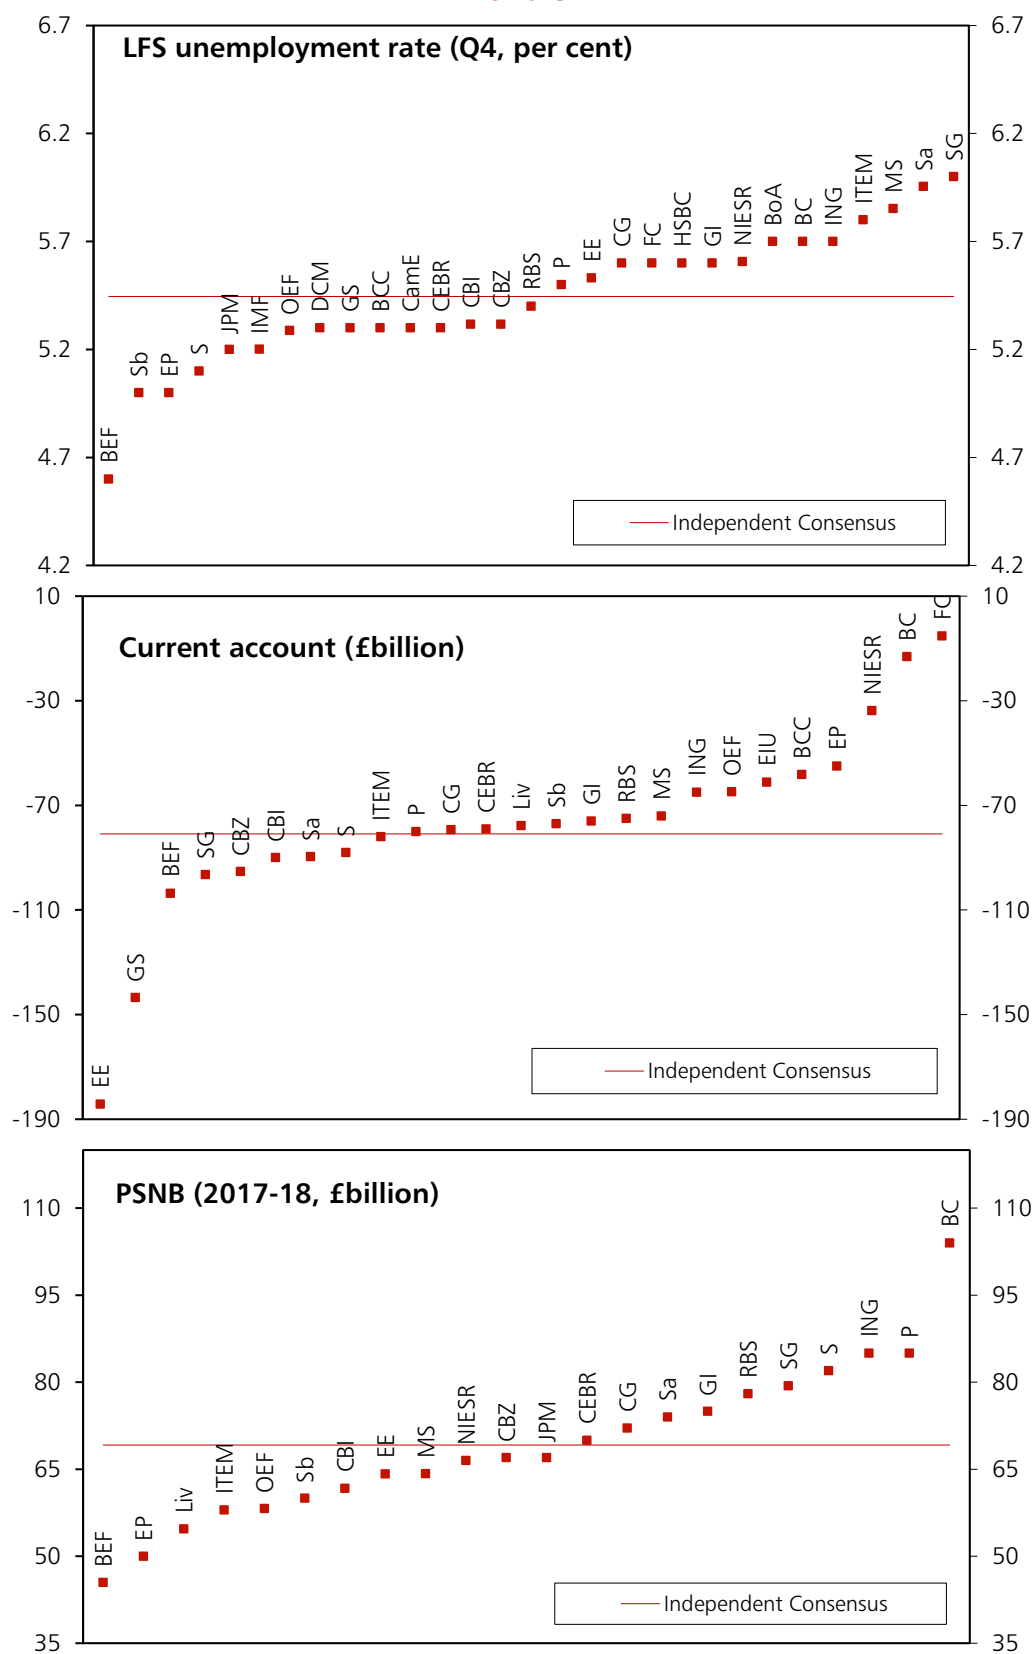 6.7
6.7
LFS unemployment rate (Q4, per cent)
6.2
6.2
5.7
5.7
5.2
5.2
4.7
4.7
4.2
4.2
BEF
Sb
EP
S
JPM
IMF
OEF
DCM
GS
BCC
CamE
CEBR
CBI
CBZ
RBS
P
EE
CG
FC
HSBC
GI
NIESR
BoA
BC
ING
ITEM
MS
Sa
SG
Independent Consensus
10
10
Current account (£billion)
-30
-30
-70
-70
-110
-110
-150
-150
-190
-190
EE
GS
BEF
SG
CBZ
CBI
Sa
S
ITEM
P
CG
CEBR
Liv
Sb
GI
RBS
MS
ING
OEF
EIU
BCC
EP
NIESR
BC
FC
Independent Consensus
PSNB (2017-18, £billion)
110
110
95
95
80
80
65
65
50
50
35
35
BEF
EP
Liv
ITEM
OEF
Sb
CBI
EE
MS
NIESR
CBZ
JPM
CEBR
CG
Sa
GI
RBS
SG
S
ING
P
BC
Independent Consensus